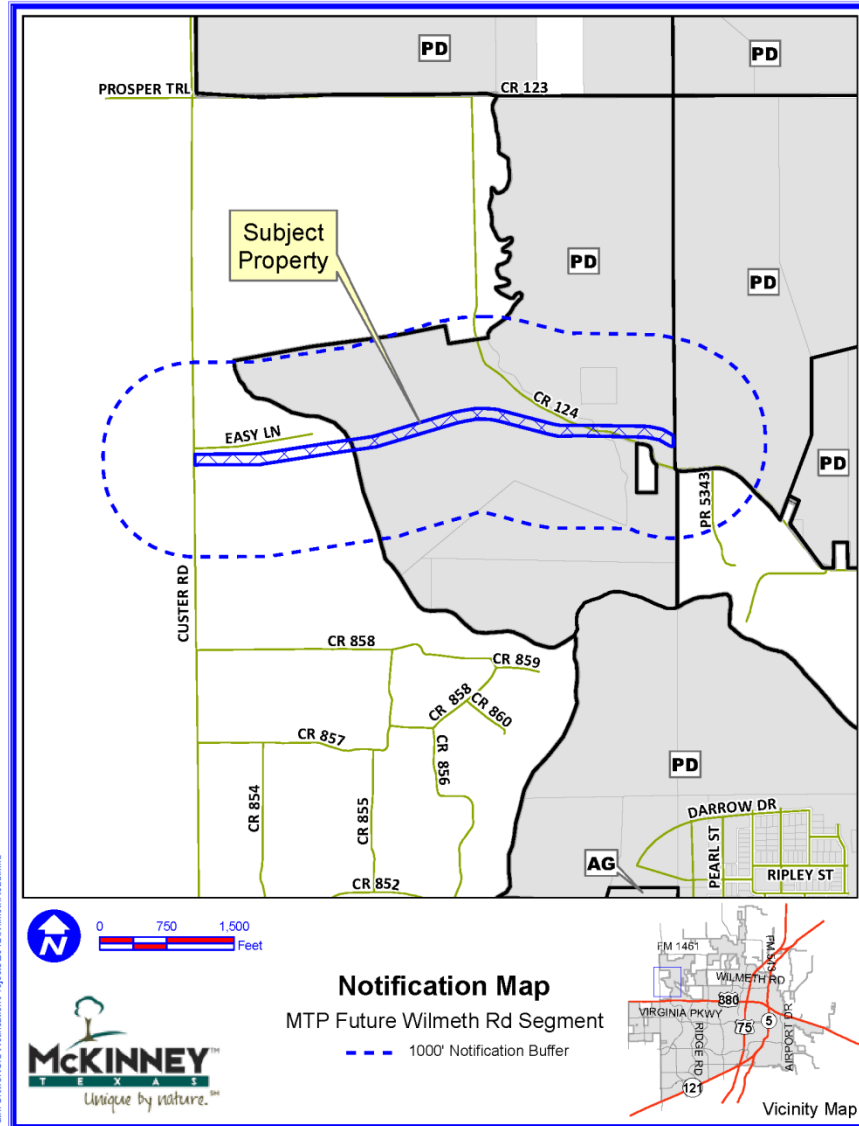 PD
PD
PROSPER TRL
CR 123
Subject
Property
PD
PD
CR 124
EASY LN
PD
PR 5343
CUSTER RD
CR 858
CR 859
CR 858
CR 860
CR 857
CR 856
PD
CR 854
CR 855
DARROW DR
PEARL ST
AG
RIPLEY ST
CR 852
N
0 750 1,500
Feet
Notification Map
MTP Future Wilmeth Rd Segment
1000' Notification Buffer
McKINNEY™
TEXAS
Unique by nature.℠
FM 1461
FM 543
WILMETH RD
380
VIRGINIA PKWY
75
5
RIDGE RD
AIRPORT DR
121
Vicinity Map